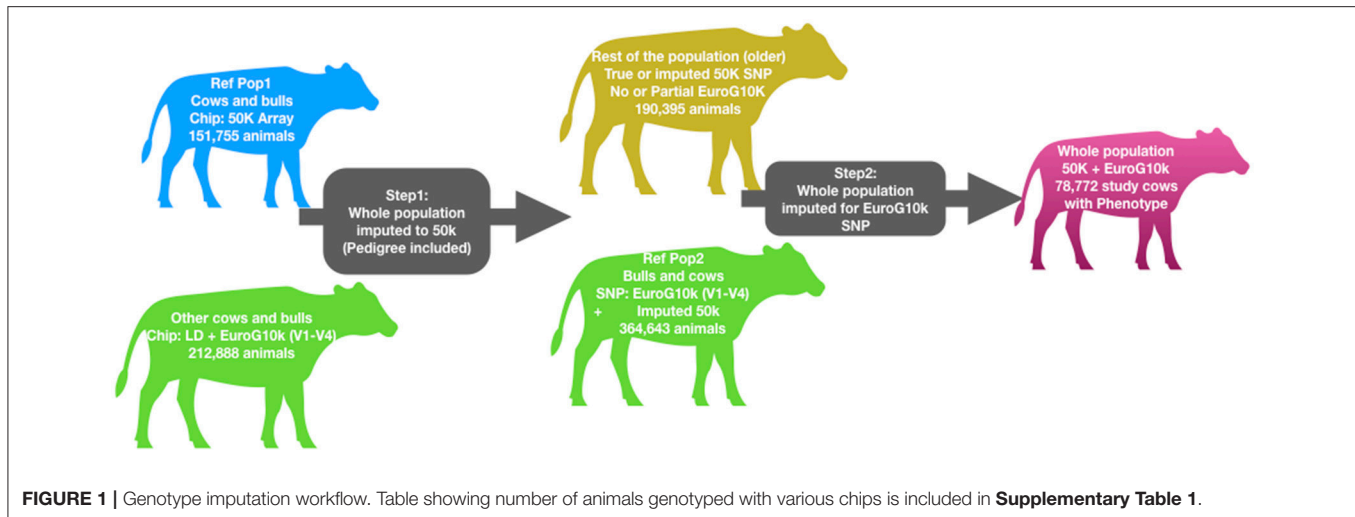 Ref Pop1
Cows and bulls
Chip: 50K Array
151,755 animals
Step1:
Whole population
imputed to 50k
(Pedigree included)
Other cows and bulls
Chip: LD + EuroG10k (V1-V4)
212,888 animals
Rest of the population (older)
True or imputed 50K SNP
No or Partial EuroG10K
190,395 animals
Ref Pop2
Bulls and cows
SNP: EuroG10k (V1-V4)
+ Imputed 50k
364,643 animals
Step2:
Whole population
imputed for EuroG10k
SNP
Whole population
50K + EuroG10k
78,772 study cows
with Phenotype
FIGURE 1 | Genotype imputation workflow. Table showing number of animals genotyped with various chips is included in Supplementary Table 1.